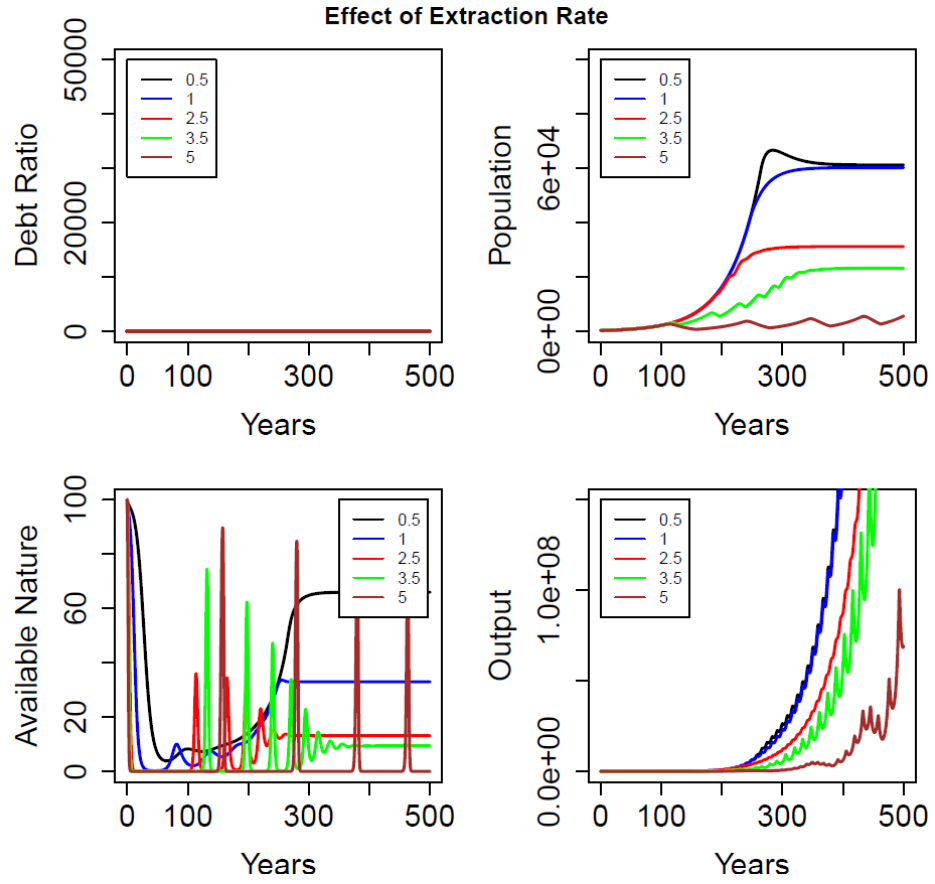 Effect of Extraction Rate
Debt Ratio
0 20000 50000
0.5
1
2.5
3.5
5
0 100 300 500
Years
Population
0e+00 6e+04
0.5
1
2.5
3.5
5
0 100 300 500
Years
Available Nature
0 20 60 100
0.5
1
2.5
3.5
5
0 100 300 500
Years
Output
0.0e+00 1.0e+08
0.5
1
2.5
3.5
5
0 100 300 500
Years